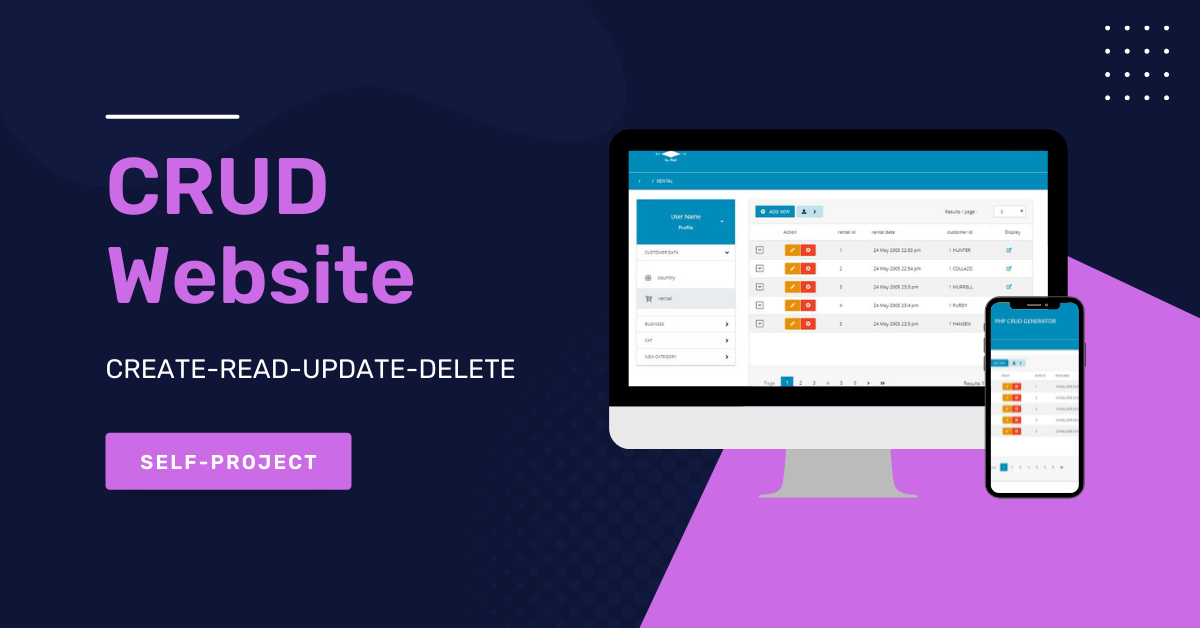 CRUD
Website
CREATE-READ-UPDATE-DELETE
SELF-PROJECT
/ / RENTAL
User Name
Profile
CUSTOMER DATA
country
rental
BUSINESS
CAT
NEW CATEGORY
ADD NEW
Results / page :
5
Action rental id rental date customer id Display
1 24 May 2005 22:53 pm 1 HUNTER
2 24 May 2005 22:54 pm 1 COLLAZO
3 24 May 2005 23:3 pm 1 MURRELL
4 24 May 2005 23:4 pm 1 PURDY
5 24 May 2005 23:5 pm 1 HANSEN
Page 1 2 3 4 5 6
Results 1
PHP CRUD GENERATOR